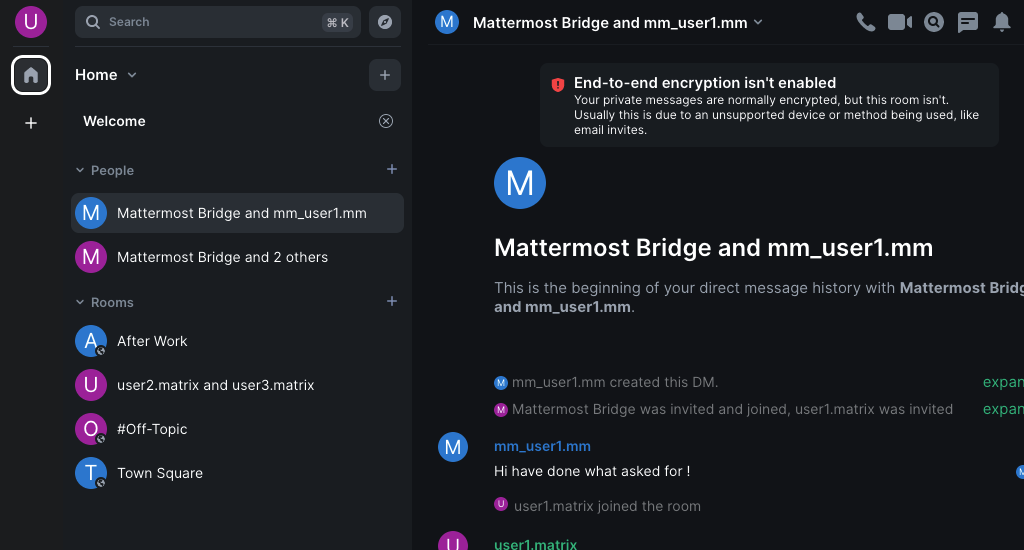 U
Search
⌘ K
Home
Welcome
People
M
Mattermost Bridge and mm_user1.mm
M
Mattermost Bridge and 2 others
Rooms
A
After Work
U
user2.matrix and user3.matrix
O
#Off-Topic
T
Town Square
M
Mattermost Bridge and mm_user1.mm
End-to-end encryption isn't enabled
Your private messages are normally encrypted, but this room isn't.
Usually this is due to an unsupported device or method being used, like
email invites.
M
Mattermost Bridge and mm_user1.mm
This is the beginning of your direct message history with Mattermost Bridg
and mm_user1.mm.
M
mm_user1.mm created this DM.
expan
M
Mattermost Bridge was invited and joined, user1.matrix was invited
expan
M
mm_user1.mm
Hi have done what asked for !
M
U
user1.matrix joined the room
U
user1.matrix